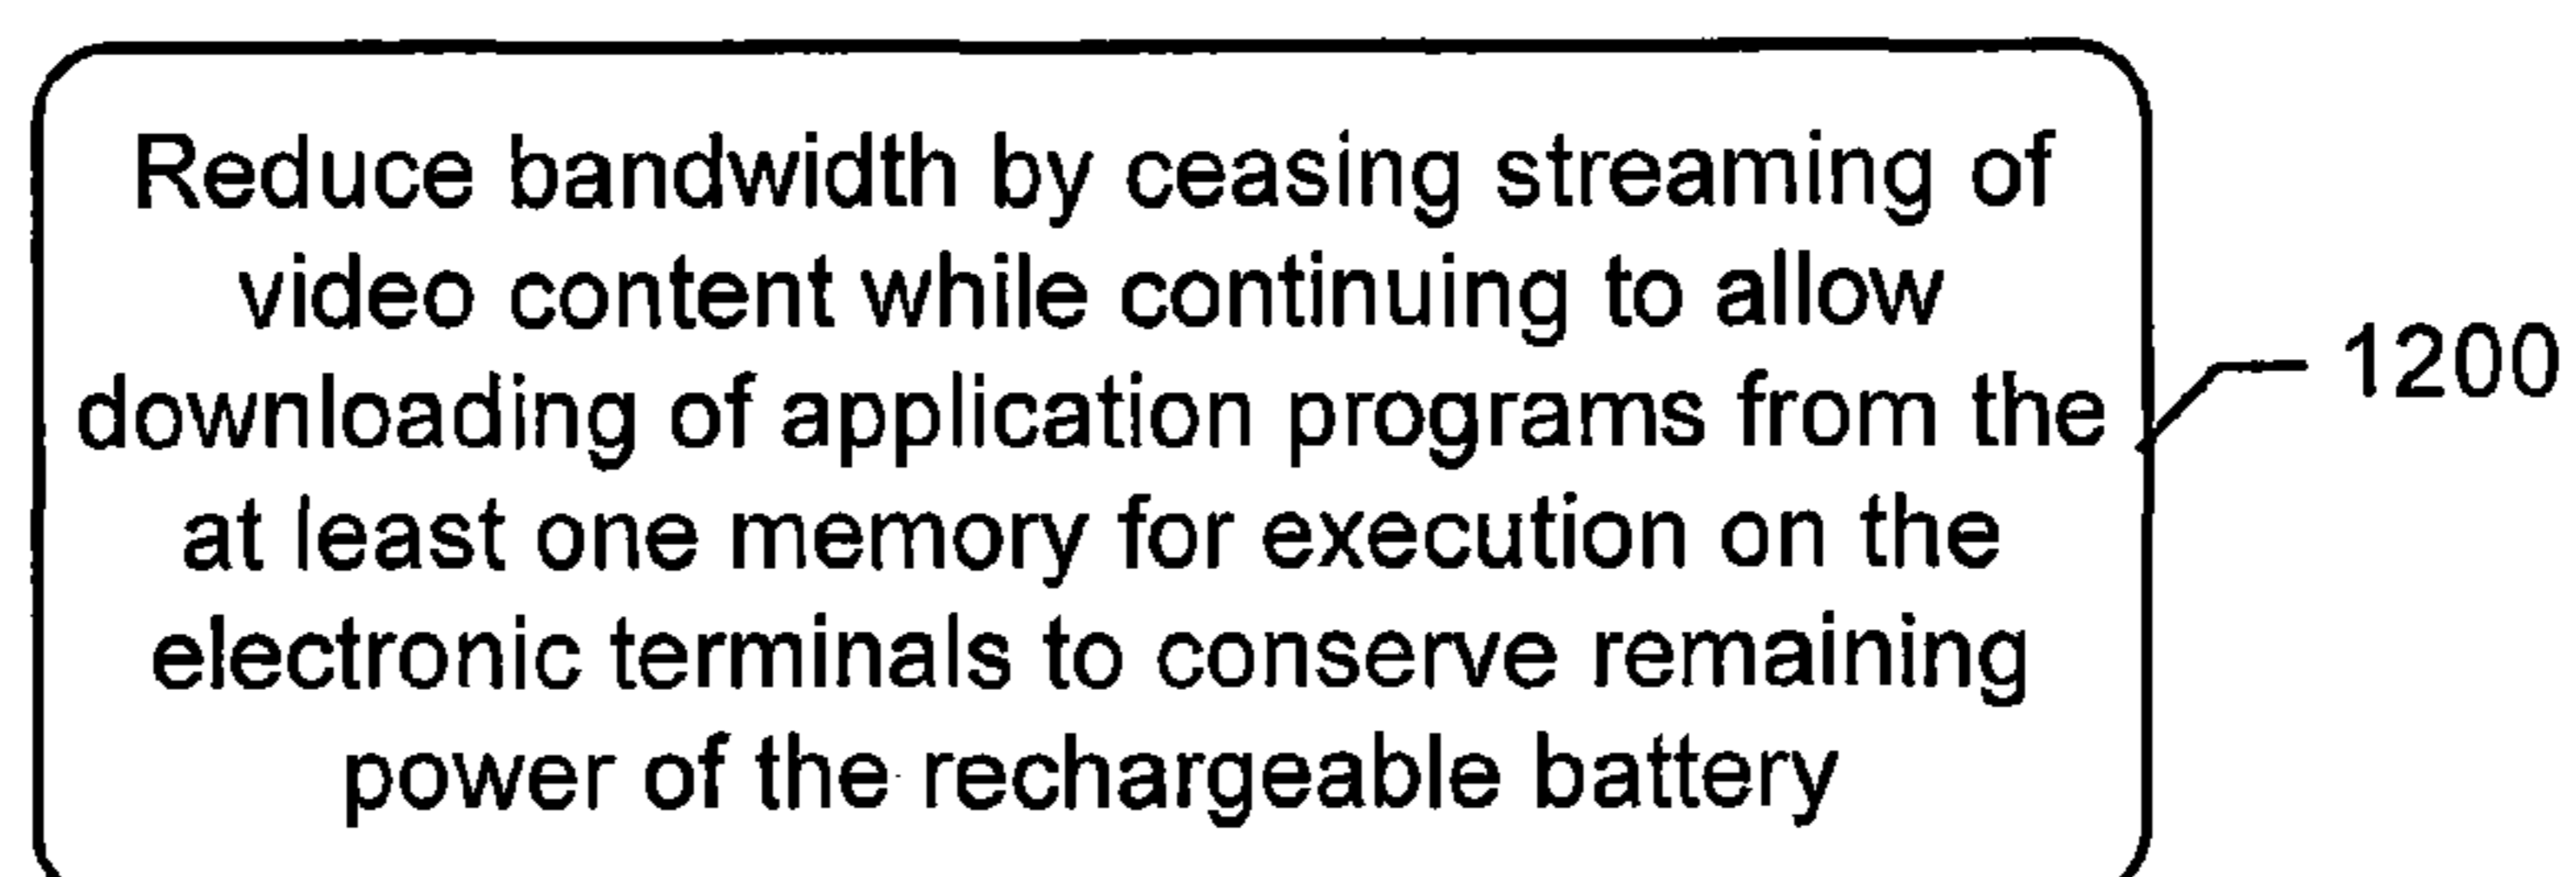 Reduce bandwidth by ceasing streaming of
video content while continuing to allow
downloading of application programs from the
at least one memory for execution on the
electronic terminals to conserve remaining
power of the rechargeable battery
1200